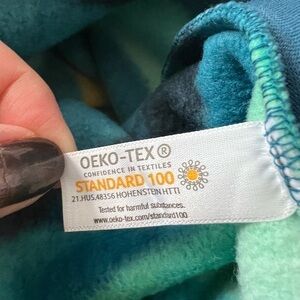 OEKO-TEX®
CONFIDENCE IN TEXTILES
STANDARD 100
21.HUS.48356 HOHENSTEIN HTTI
Tested for harmful substances.
www.oeko-tex.com/standard100